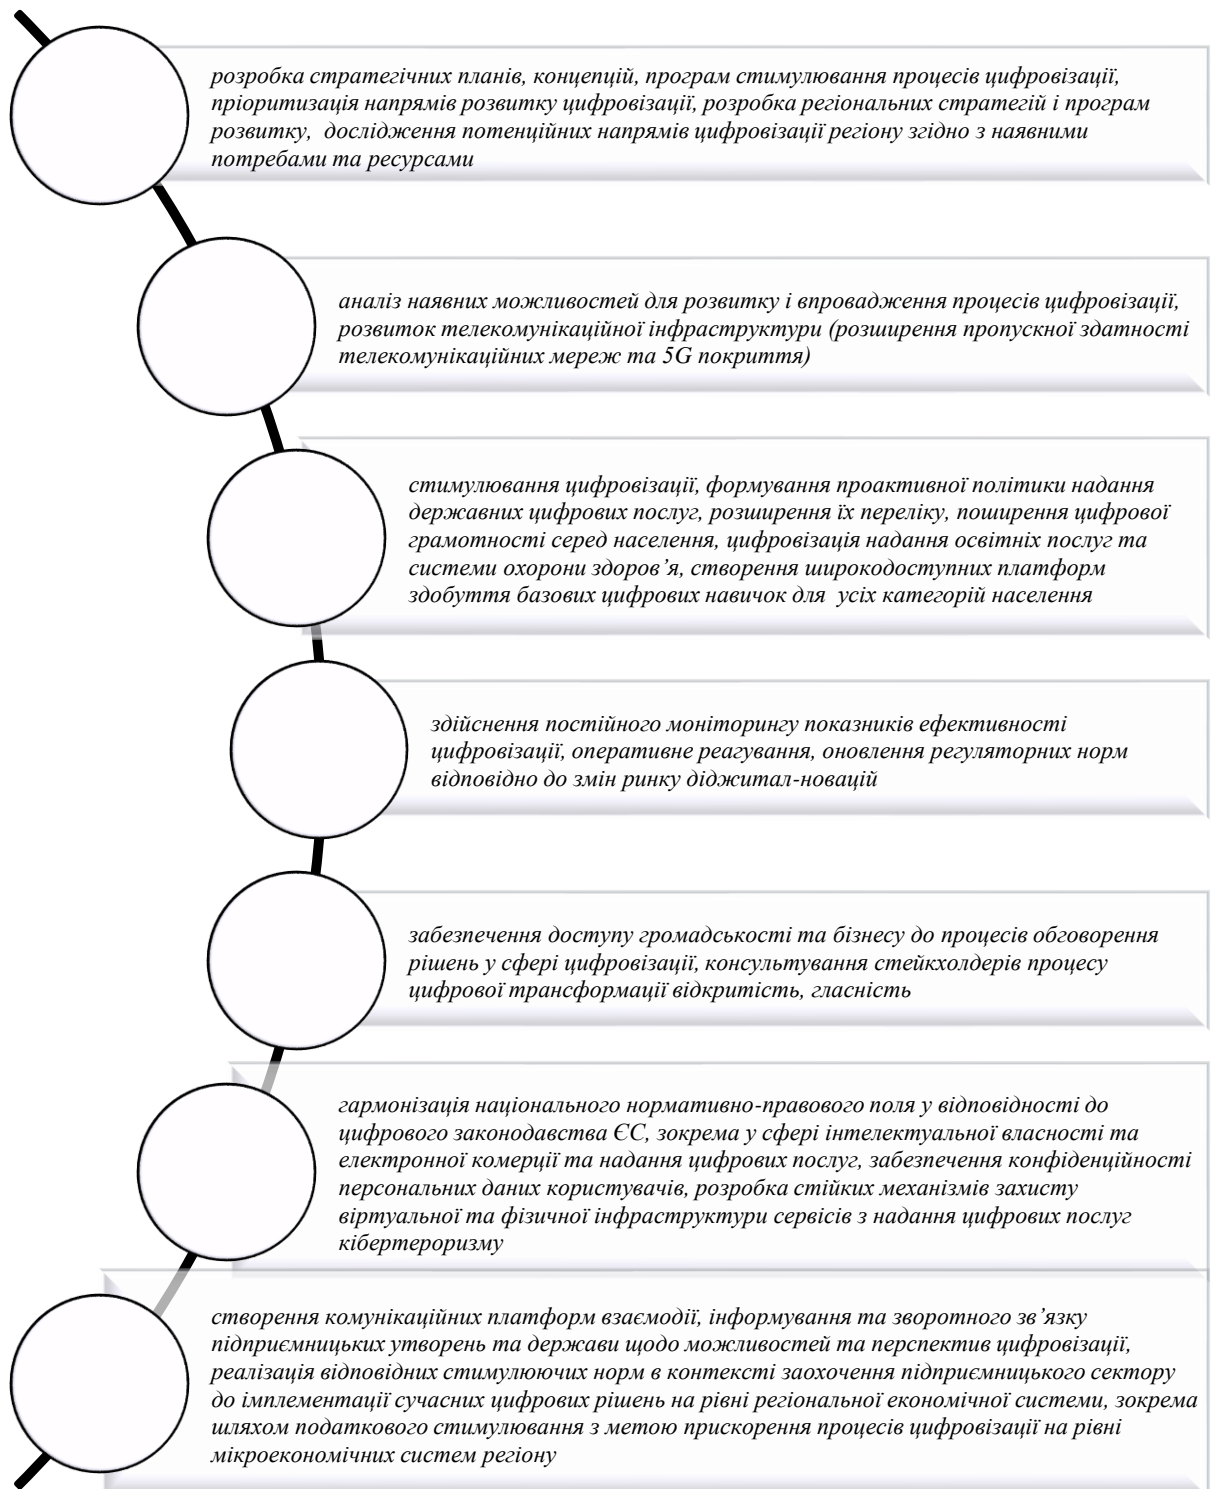 розробка стратегічних планів, концепцій, програм стимулювання процесів цифровізації,
пріоритизація напрямів розвитку цифровізації, розробка регіональних стратегій і програм
розвитку, дослідження потенційних напрямів цифровізації регіону згідно з наявними
потребами та ресурсами
аналіз наявних можливостей для розвитку і впровадження процесів цифровізації,
розвиток телекомунікаційної інфраструктури (розширення пропускної здатності
телекомунікаційних мереж та 5G покриття)
стимулювання цифровізації, формування проактивної політики надання
державних цифрових послуг, розширення їх переліку, поширення цифрової
грамотності серед населення, цифровізація надання освітніх послуг та
системи охорони здоров’я, створення широкодоступних платформ
здобуття базових цифрових навичок для усіх категорій населення
здійснення постійного моніторингу показників ефективності
цифровізації, оперативне реагування, оновлення регуляторних норм
відповідно до змін ринку діджитал-новацій
забезпечення доступу громадськості та бізнесу до процесів обговорення
рішень у сфері цифровізації, консультування стейкхолдерів процесу
цифрової трансформації відкритість, гласність
гармонізація національного нормативно-правового поля у відповідності до
цифрового законодавства ЄС, зокрема у сфері інтелектуальної власності та
електронної комерції та надання цифрових послуг, забезпечення конфіденційності
персональних даних користувачів, розробка стійких механізмів захисту
віртуальної та фізичної інфраструктури сервісів з надання цифрових послуг
кібертероризму
створення комунікаційних платформ взаємодії, інформування та зворотного зв’язку
підприємницьких утворень та держави щодо можливостей та перспектив цифровізації,
реалізація відповідних стимулюючих норм в контексті заохочення підприємницького сектору
до імплементації сучасних цифрових рішень на рівні регіональної економічної системи, зокрема
шляхом податкового стимулювання з метою прискорення процесів цифровізації на рівні
мікроекономічних систем регіону